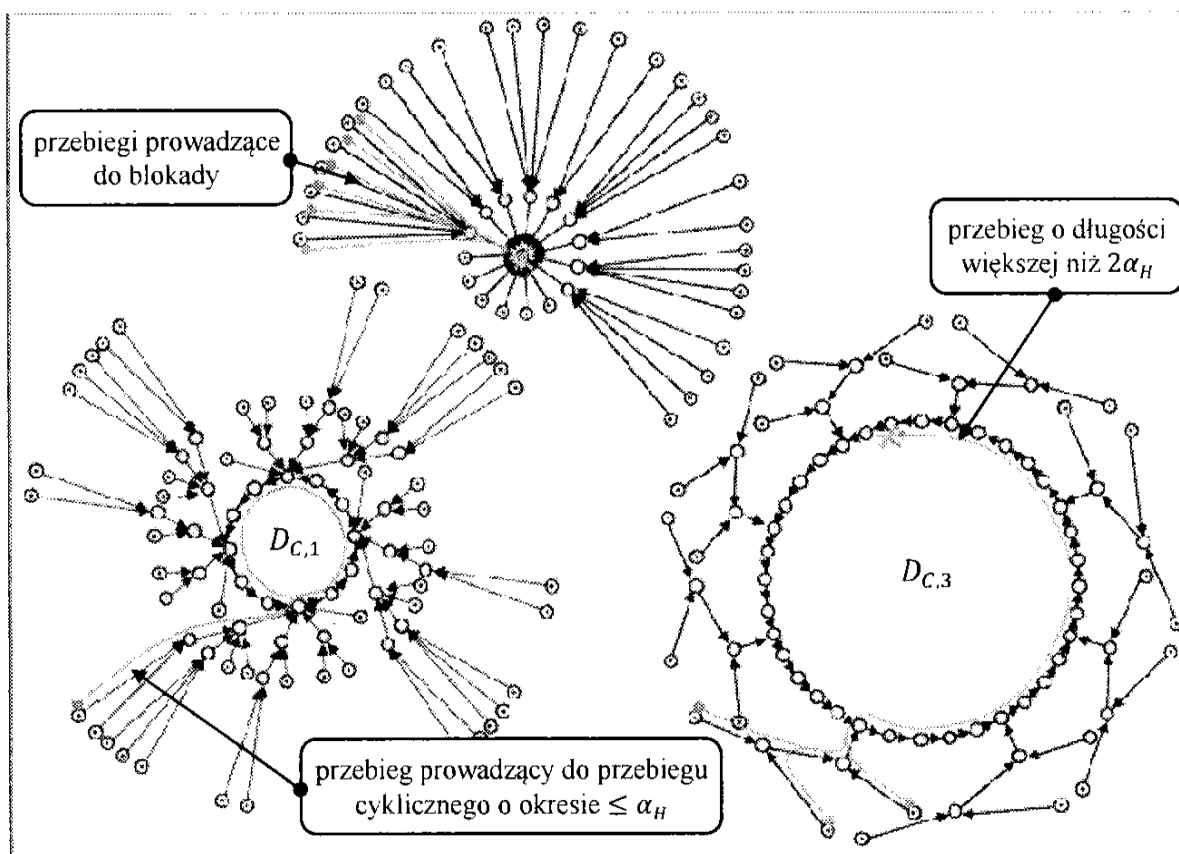 przebiegi prowadzące
do blokady
przebieg o długości
większej niż 2α_H
D_{C,1}
D_{C,3}
przebieg prowadzący do przebiegu
cyklicznego o okresie ≤ α_H